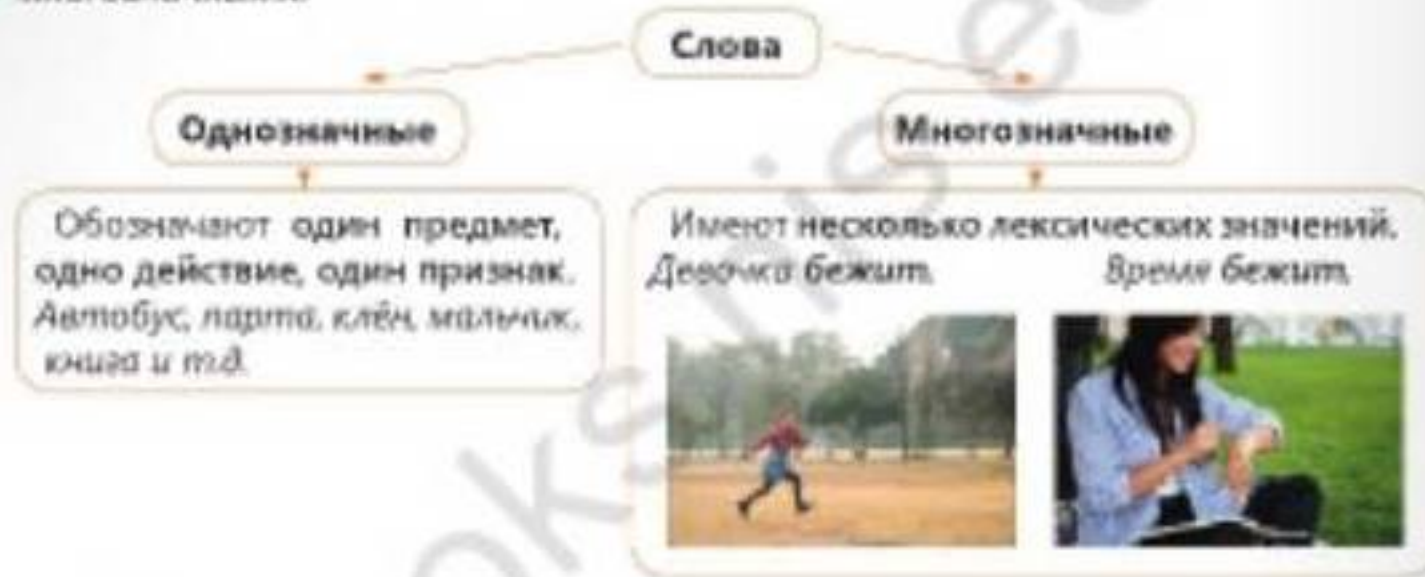 Слова
Однозначные
Многозначные
Обозначают один предмет,
одно действие, один признак.
Автобус, парта, клён, мальчик,
книга и т.д.
Имеют несколько лексических значений.
Девочка бежит.
Время бежит.